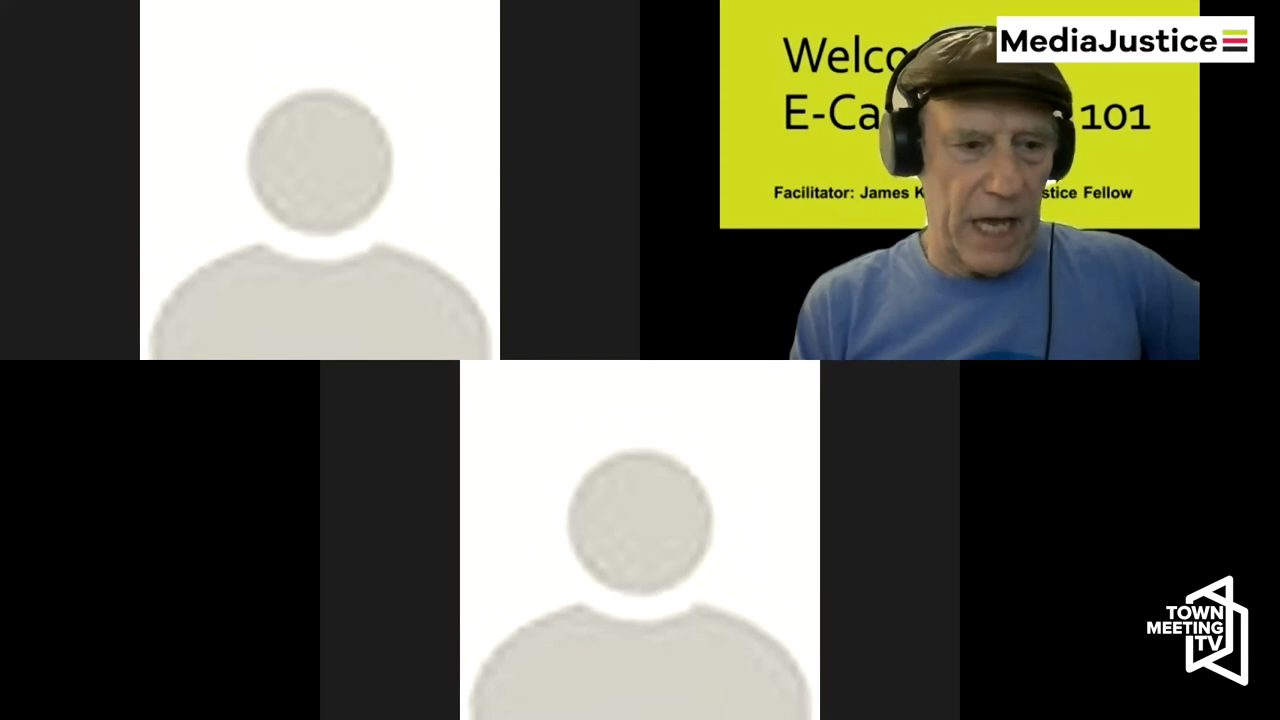 MediaJustice
Welco
E-Ca 101
Facilitator: James K stice Fellow
TOWN
MEETING
TV